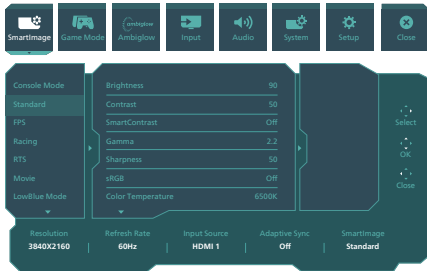 ambiglow
SmartImage Game Mode Ambiglow Input Audio System Setup Close
Console Mode
Standard
FPS
Racing
RTS
Movie
LowBlue Mode
Brightness 90
Contrast 50
SmartContrast Off
Gamma 2.2
Sharpness 50
sRGB Off
Color Temperature 6500K
Select
OK
Close
Resolution Refresh Rate Input Source Adaptive Sync SmartImage
3840X2160 60Hz HDMI 1 Off Standard